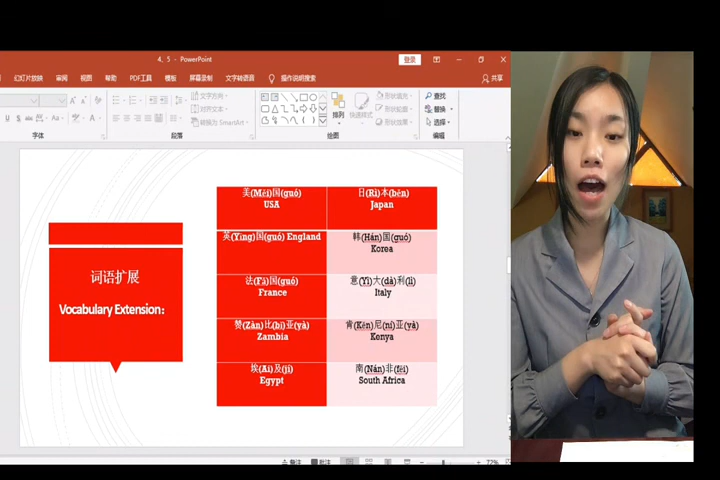 4、5 - PowerPoint
登录
幻灯片放映 审阅 视图 帮助 PDF工具 模板 屏幕录制 文字转语音 操作说明搜索
共享
文字方向
对齐文本
转换为 SmartArt
排列
快速样式
形状填充
形状轮廓
形状效果
查找
替换
选择
字体 段落 绘图 编辑
词语扩展
Vocabulary Extension：
美(Měi)国(guó)
USA
日(Rì)本(běn)
Japan
英(Yīng)国(guó) England
韩(Hán)国(guó)
Korea
法(Fǎ)国(guó)
France
意(Yì)大(dà)利(lì)
Italy
赞(Zàn)比(bǐ)亚(yà)
Zambia
肯(Kěn)尼(ní)亚(yà)
Kenya
埃(Āi)及(jí)
Egypt
南(Nán)非(fēi)
South Africa
备注 批注
72%